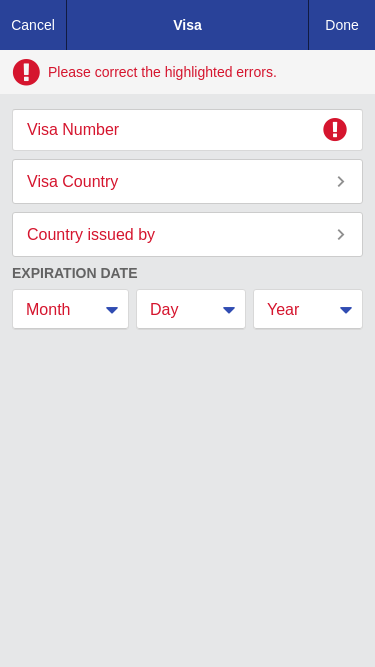 Cancel Visa Done
Please correct the highlighted errors.
Visa Number
Visa Country
Country issued by
EXPIRATION DATE
Month Day Year